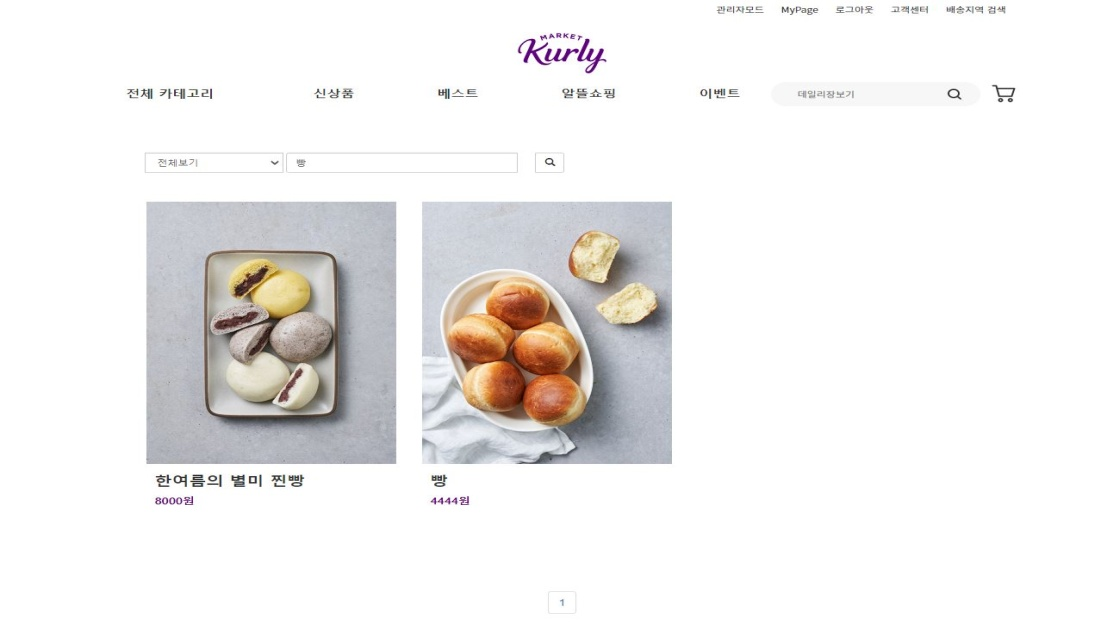 관리자모드 MyPage 로그아웃 고객센터 배송지역 검색
MARKET
Kurly
전체 카테고리 신상품 베스트 알뜰쇼핑 이벤트 데일리장보기
전체보기 빵
한여름의 별미 찐빵 빵
8000원 4444원
1